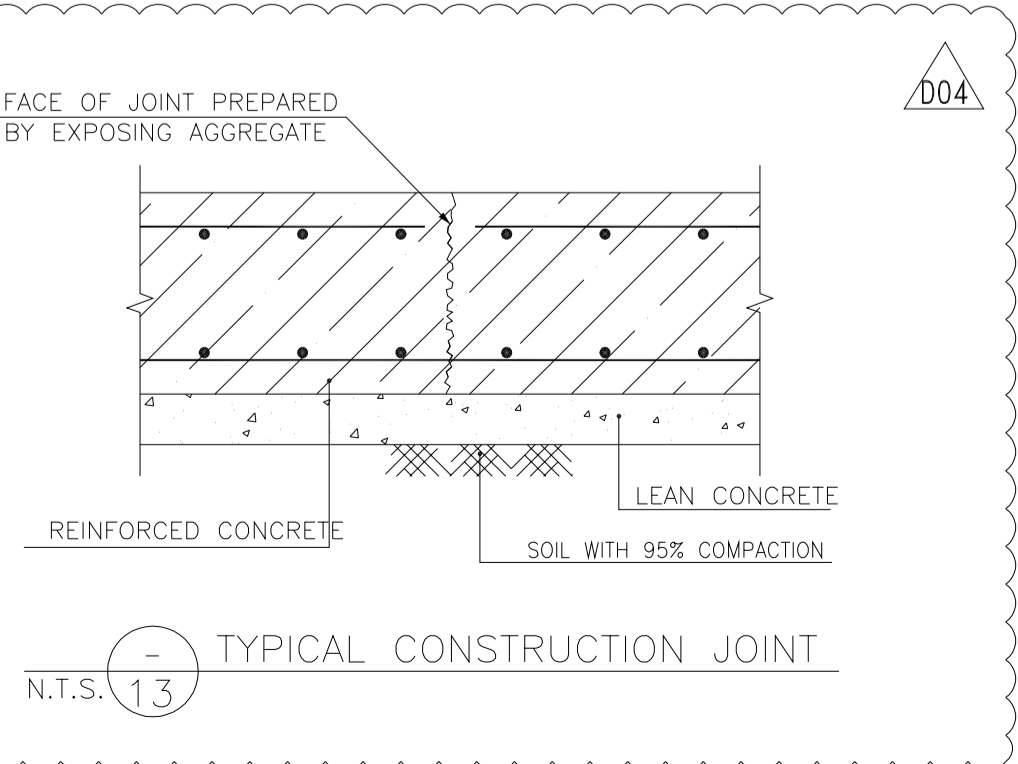 D04
FACE OF JOINT PREPARED
BY EXPOSING AGGREGATE
LEAN CONCRETE
REINFORCED CONCRETE
SOIL WITH 95% COMPACTION
- TYPICAL CONSTRUCTION JOINT
N.T.S. 13